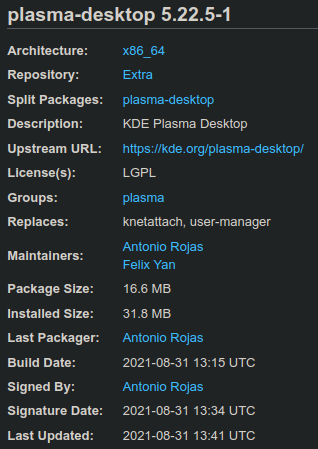 plasma-desktop 5.22.5-1
Architecture: x86_64
Repository: Extra
Split Packages: plasma-desktop
Description: KDE Plasma Desktop
Upstream URL: https://kde.org/plasma-desktop/
License(s): LGPL
Groups: plasma
Replaces: knetattach, user-manager
Maintainers: Antonio Rojas
Felix Yan
Package Size: 16.6 MB
Installed Size: 31.8 MB
Last Packager: Antonio Rojas
Build Date: 2021-08-31 13:15 UTC
Signed By: Antonio Rojas
Signature Date: 2021-08-31 13:34 UTC
Last Updated: 2021-08-31 13:41 UTC